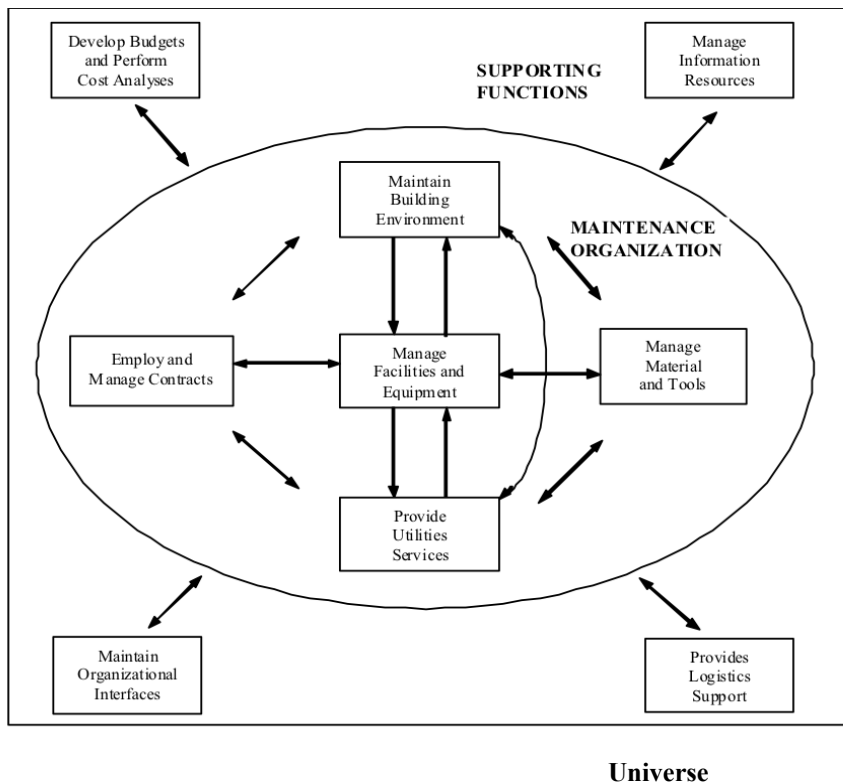 Develop Budgets
and Perform
Cost Analyses
SUPPORTING
FUNCTIONS
Manage
Information
Resources
Maintain
Building
Environment
MAINTENANCE
ORGANIZATION
Employ and
Manage Contracts
Manage
Facilities and
Equipment
Manage
Material
and Tools
Provide
Utilities
Services
Maintain
Organizational
Interfaces
Provides
Logistics
Support
Universe